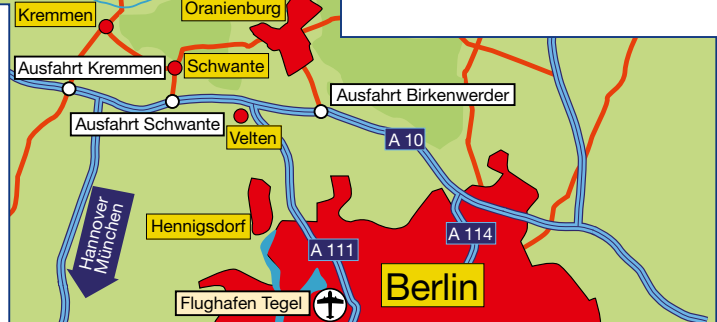 Oranienburg
Kremmen
Ausfahrt Kremmen
Schwante
Ausfahrt Birkenwerder
Ausfahrt Schwante
Velten
A 10
Hannover
München
Hennigsdorf
A 111
A 114
Berlin
Flughafen Tegel